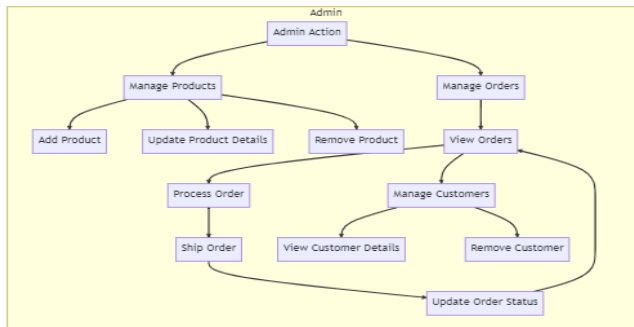 Admin
Admin Action
Manage Products
Manage Orders
Add Product
Update Product Details
Remove Product
View Orders
Process Order
Manage Customers
Ship Order
View Customer Details
Remove Customer
Update Order Status